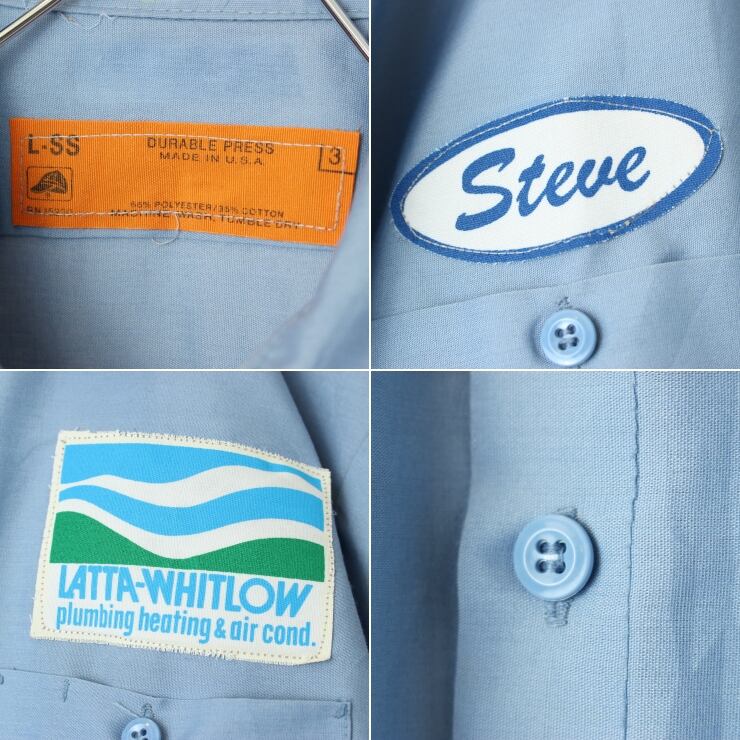 L-SS
DURABLE PRESS
MADE IN U.S.A.
3
65% POLYESTER/35% COTTON
MACHINE WASH, TUMBLE DRY
Steve
LATTA-WHITLOW
plumbing heating & air cond.